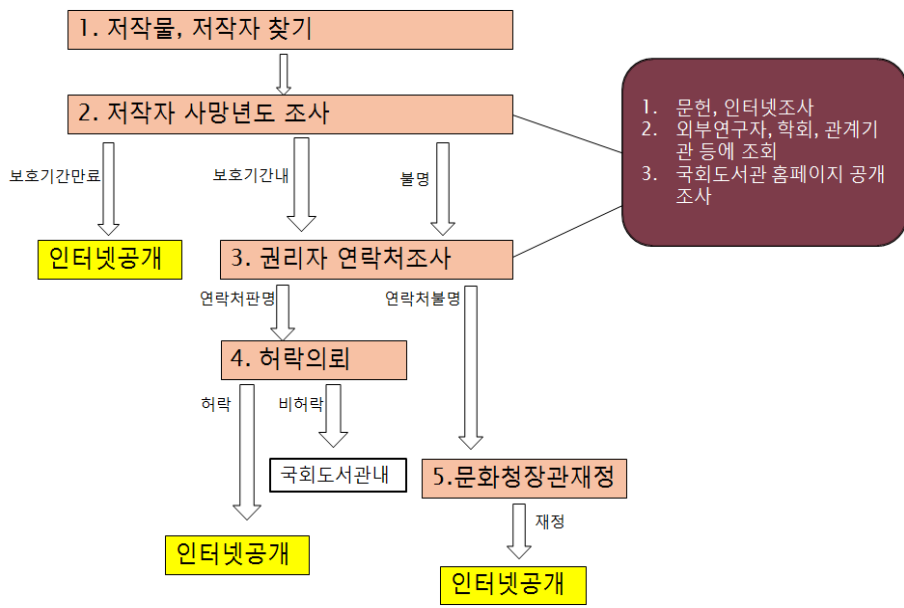 1. 저작물, 저작자 찾기
2. 저작자 사망년도 조사
1. 문헌, 인터넷조사
2. 외부연구자, 학회, 관계기
관 등에 조회
3. 국회도서관 홈페이지 공개
조사
보호기간만료
보호기간내
불명
인터넷공개
3. 권리자 연락처조사
연락처판명
연락처불명
4. 허락의뢰
허락
비허락
국회도서관내
5.문화청장관재정
재정
인터넷공개
인터넷공개